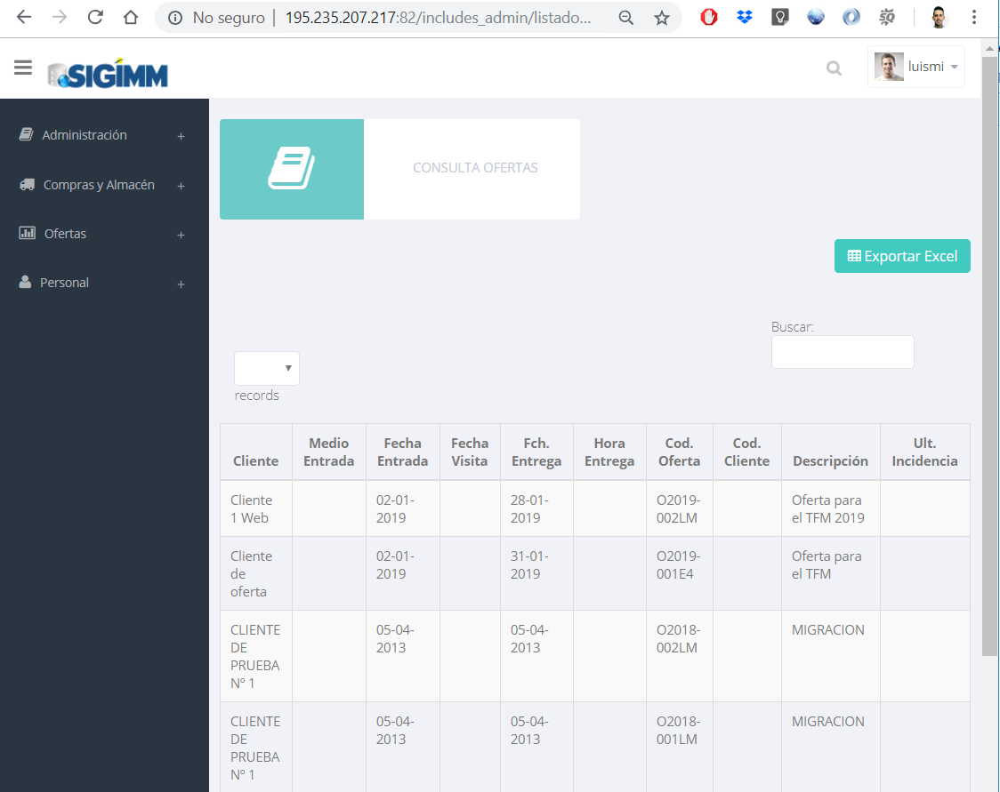 No seguro | 195.235.207.217:82/includes_admin/listado...
SIGIMM
luismi
Administración +
Compras y Almacén +
Ofertas +
Personal +
CONSULTA OFERTAS
Exportar Excel
Buscar:
records
Cliente Medio Entrada Fecha Entrada Fecha Visita Fch. Entrega Hora Entrega Cod. Oferta Cod. Cliente Descripción Ult. Incidencia
Cliente 1 Web 02-01-2019 28-01-2019 O2019-002LM Oferta para el TFM 2019
Cliente de oferta 02-01-2019 31-01-2019 O2019-001E4 Oferta para el TFM
CLIENTE DE PRUEBA Nº 1 05-04-2013 05-04-2013 O2018-002LM MIGRACION
CLIENTE DE PRUEBA Nº 1 05-04-2013 05-04-2013 O2018-001LM MIGRACION